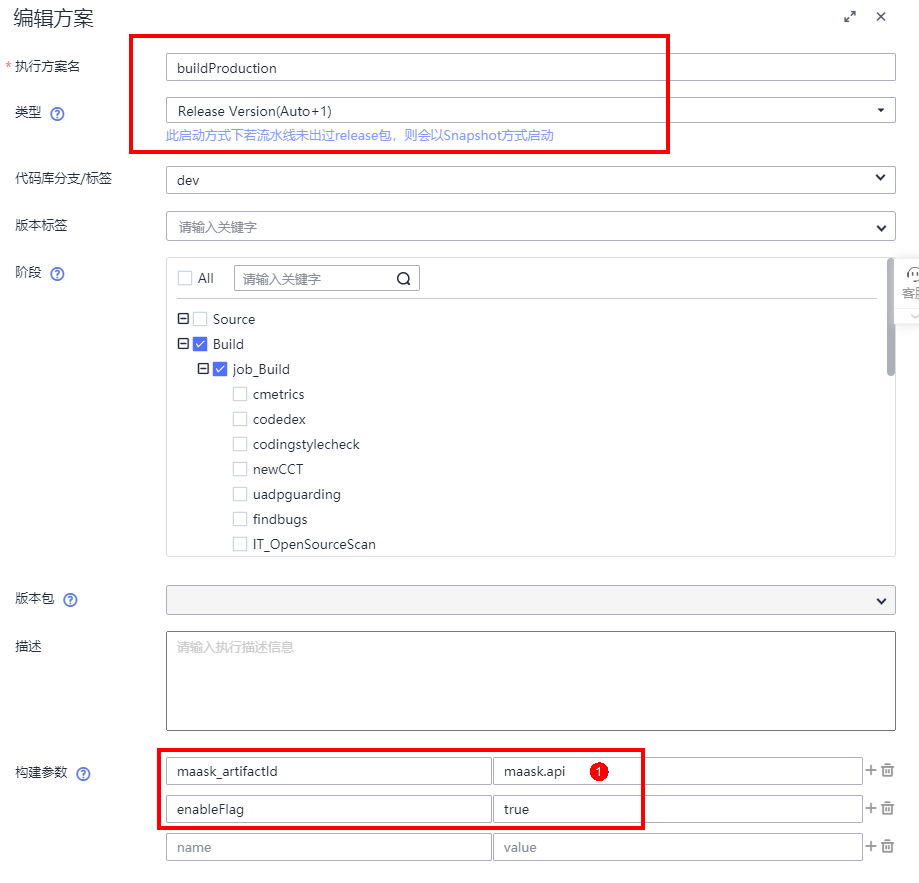 编辑方案
* 执行方案名
buildProduction
类型 ?
Release Version(Auto+1)
此启动方式下若流水线未出过release包，则会以Snapshot方式启动
代码库分支/标签
dev
版本标签
请输入关键字
阶段 ?
All
请输入关键字
Source
Build
job_Build
cmetrics
codedex
codingstylecheck
newCCT
uadpguarding
findbugs
IT_OpenSourceScan
版本包 ?
描述
请输入执行描述信息
构建参数 ?
maask_artifactId
maask.api
1
enableFlag
true
name
value